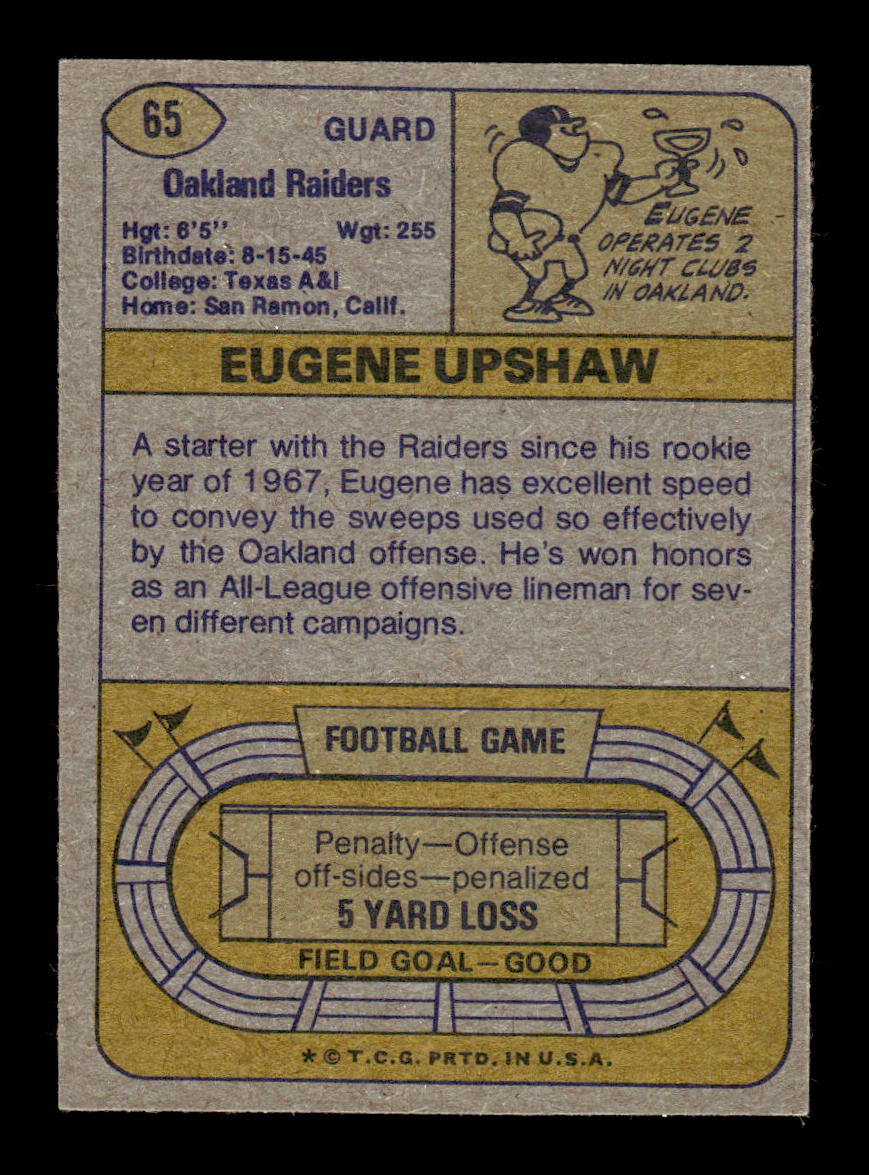 65
GUARD
Oakland Raiders
Hgt: 6'5'' Wgt: 255
Birthdate: 8-15-45
College: Texas A&I
Home: San Ramon, Calif.
EUGENE
OPERATES 2
NIGHT CLUBS
IN OAKLAND.
EUGENE UPSHAW
A starter with the Raiders since his rookie
year of 1967, Eugene has excellent speed
to convey the sweeps used so effectively
by the Oakland offense. He's won honors
as an All-League offensive lineman for sev-
en different campaigns.
FOOTBALL GAME
Penalty—Offense
off-sides—penalized
5 YARD LOSS
FIELD GOAL—GOOD
* © T.C.G. PRTD. IN U.S.A.